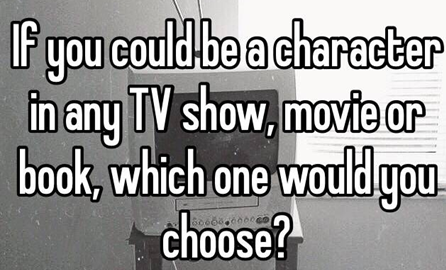 If you could be a character
in any TV show, movie or
book, which one would you
choose?